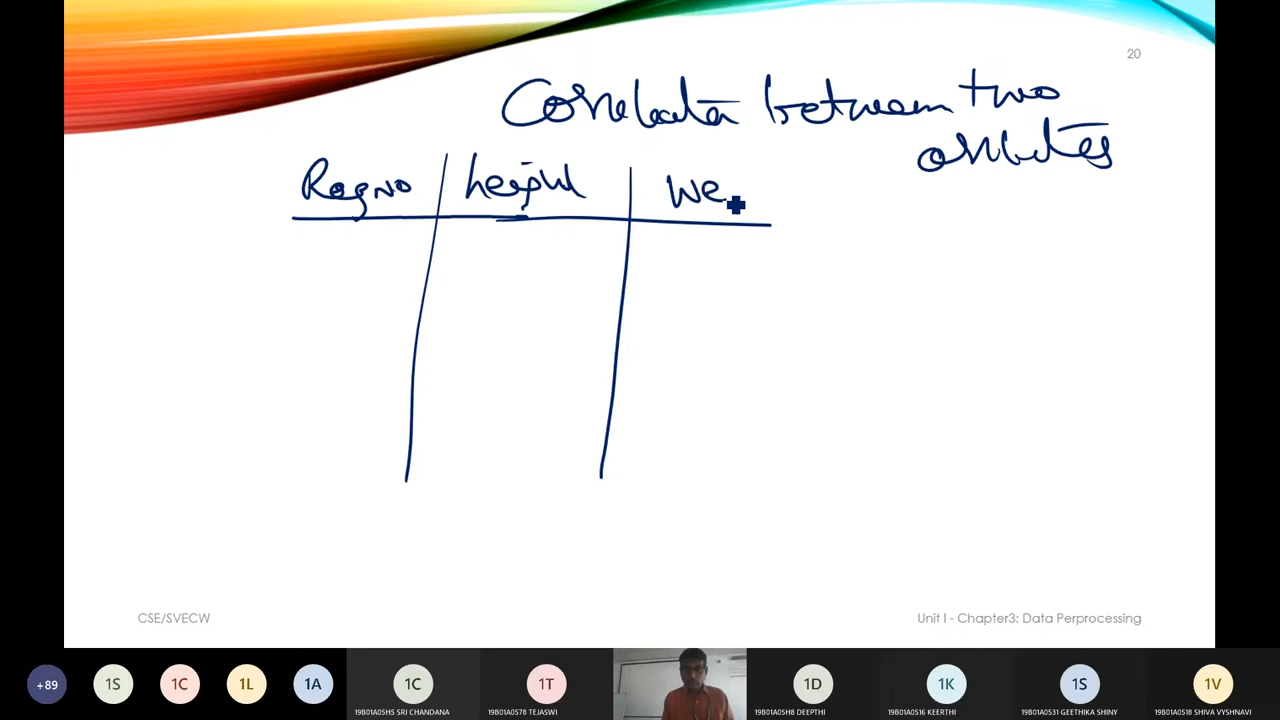 20
Correlation between two
attributes
Regno height We
CSE/SVECW
Unit I - Chapter3: Data Perprocessing
+89 1S 1C 1L 1A 1C 1T 1D 1K 1S 1V
19B01A05H5 SRI CHANDANA 19B01A0578 TEJASWI 19B01A05H8 DEEPTHI 19B01A0516 KEERTHI 19B01A0531 GEETHIKA SHINY 19B01A0518 SHIVA VYSHNAVI